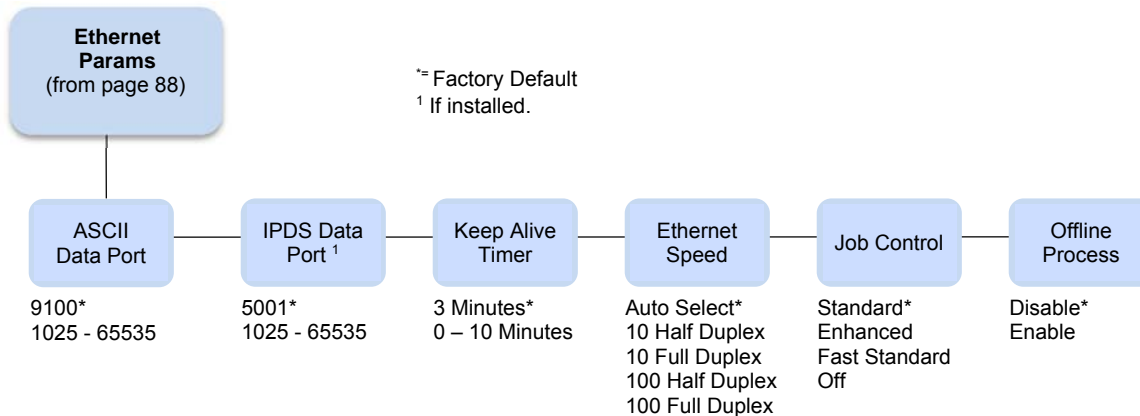 Ethernet
Params
(from page 88)
*= Factory Default
1 If installed.
ASCII
Data Port
9100*
1025 - 65535
IPDS Data
Port 1
5001*
1025 - 65535
Keep Alive
Timer
3 Minutes*
0 – 10 Minutes
Ethernet
Speed
Auto Select*
10 Half Duplex
10 Full Duplex
100 Half Duplex
100 Full Duplex
Job Control
Standard*
Enhanced
Fast Standard
Off
Offline
Process
Disable*
Enable